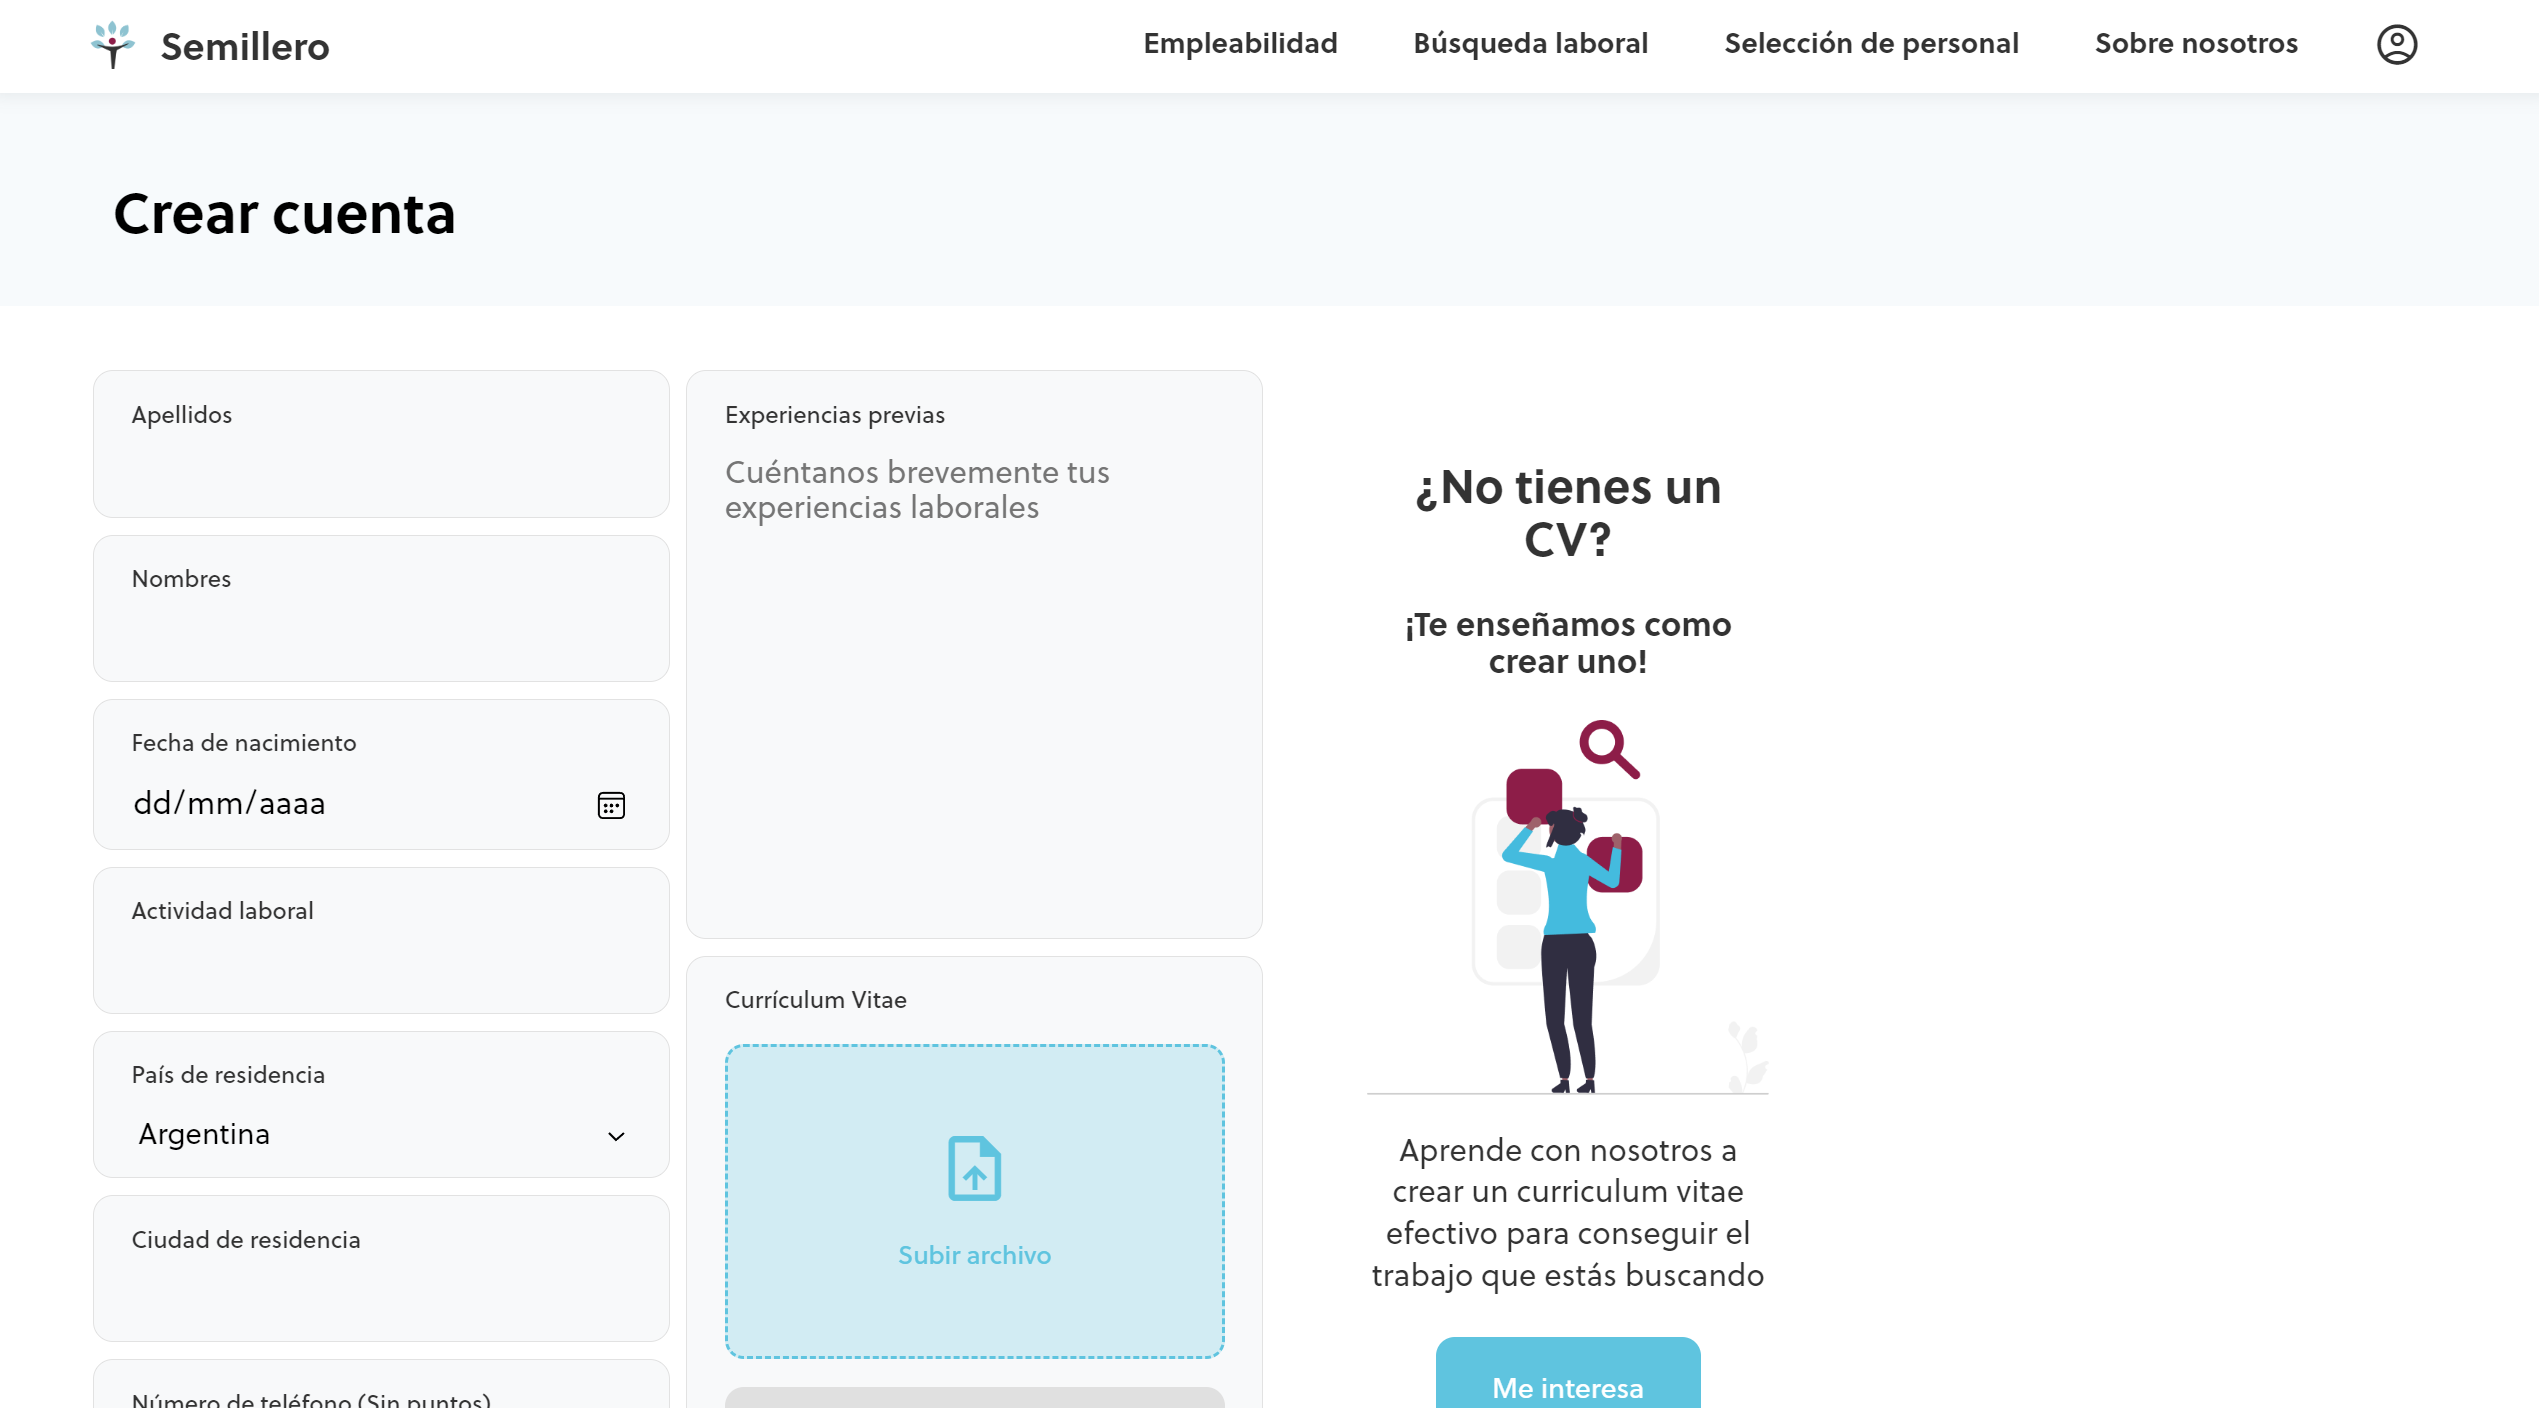 Semillero
Empleabilidad
Búsqueda laboral
Selección de personal
Sobre nosotros
Crear cuenta
Apellidos
Nombres
Fecha de nacimiento
dd/mm/aaaa
Actividad laboral
País de residencia
Argentina
Ciudad de residencia
Número de teléfono (Sin puntos)
Experiencias previas
Cuéntanos brevemente tus
experiencias laborales
Currículum Vitae
Subir archivo
¿No tienes un
CV?
¡Te enseñamos como
crear uno!
Aprende con nosotros a
crear un curriculum vitae
efectivo para conseguir el
trabajo que estás buscando
Me interesa